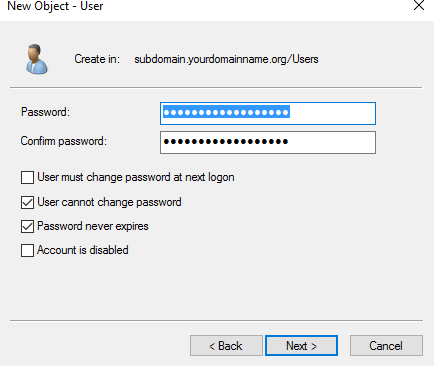 New Object - User
Create in: subdomain.yourdomainname.org/Users
Password: ••••••••••••••••••
Confirm password: ••••••••••••••••••
User must change password at next logon
User cannot change password
Password never expires
Account is disabled
< Back Next > Cancel